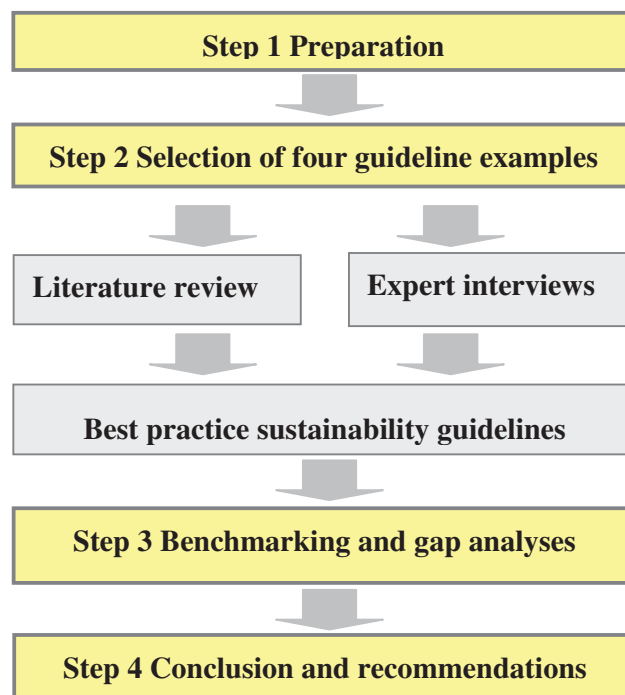 Step 1 Preparation
Step 2 Selection of four guideline examples
Literature review
Expert interviews
Best practice sustainability guidelines
Step 3 Benchmarking and gap analyses
Step 4 Conclusion and recommendations